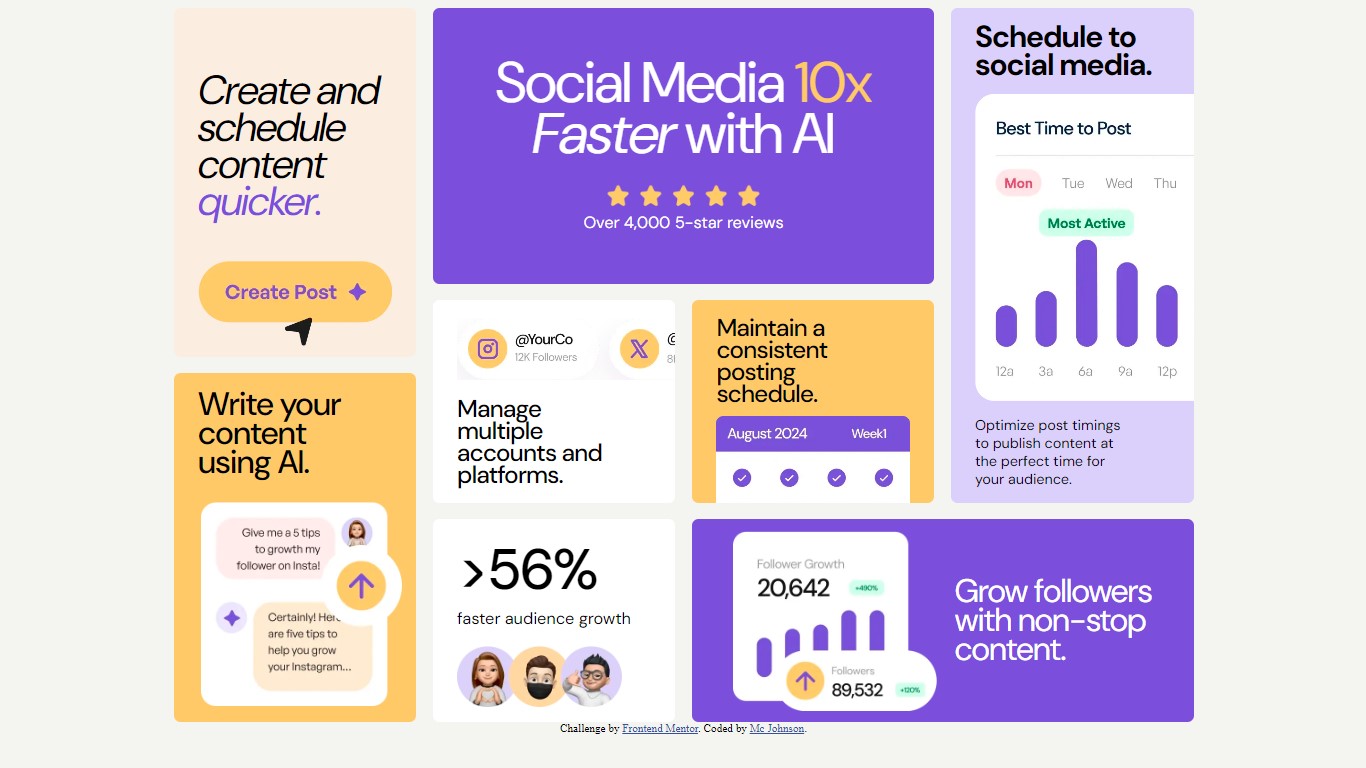 Create and
schedule
content
quicker.
Create Post
Social Media 10x
Faster with AI
Over 4,000 5-star reviews
Schedule to
social media.
Best Time to Post
Mon Tue Wed Thu
Most Active
12a 3a 6a 9a 12p
Optimize post timings
to publish content at
the perfect time for
your audience.
@YourCo
12K Followers
Manage
multiple
accounts and
platforms.
Maintain a
consistent
posting
schedule.
August 2024 Week1
Write your
content
using AI.
Give me a 5 tips
to growth my
follower on Insta!
Certainly! Here
are five tips to
help you grow
your Instagram...
>56%
faster audience growth
Follower Growth
20,642 +490%
Followers
89,532 +120%
Grow followers
with non-stop
content.
Challenge by Frontend Mentor. Coded by Mc Johnson.